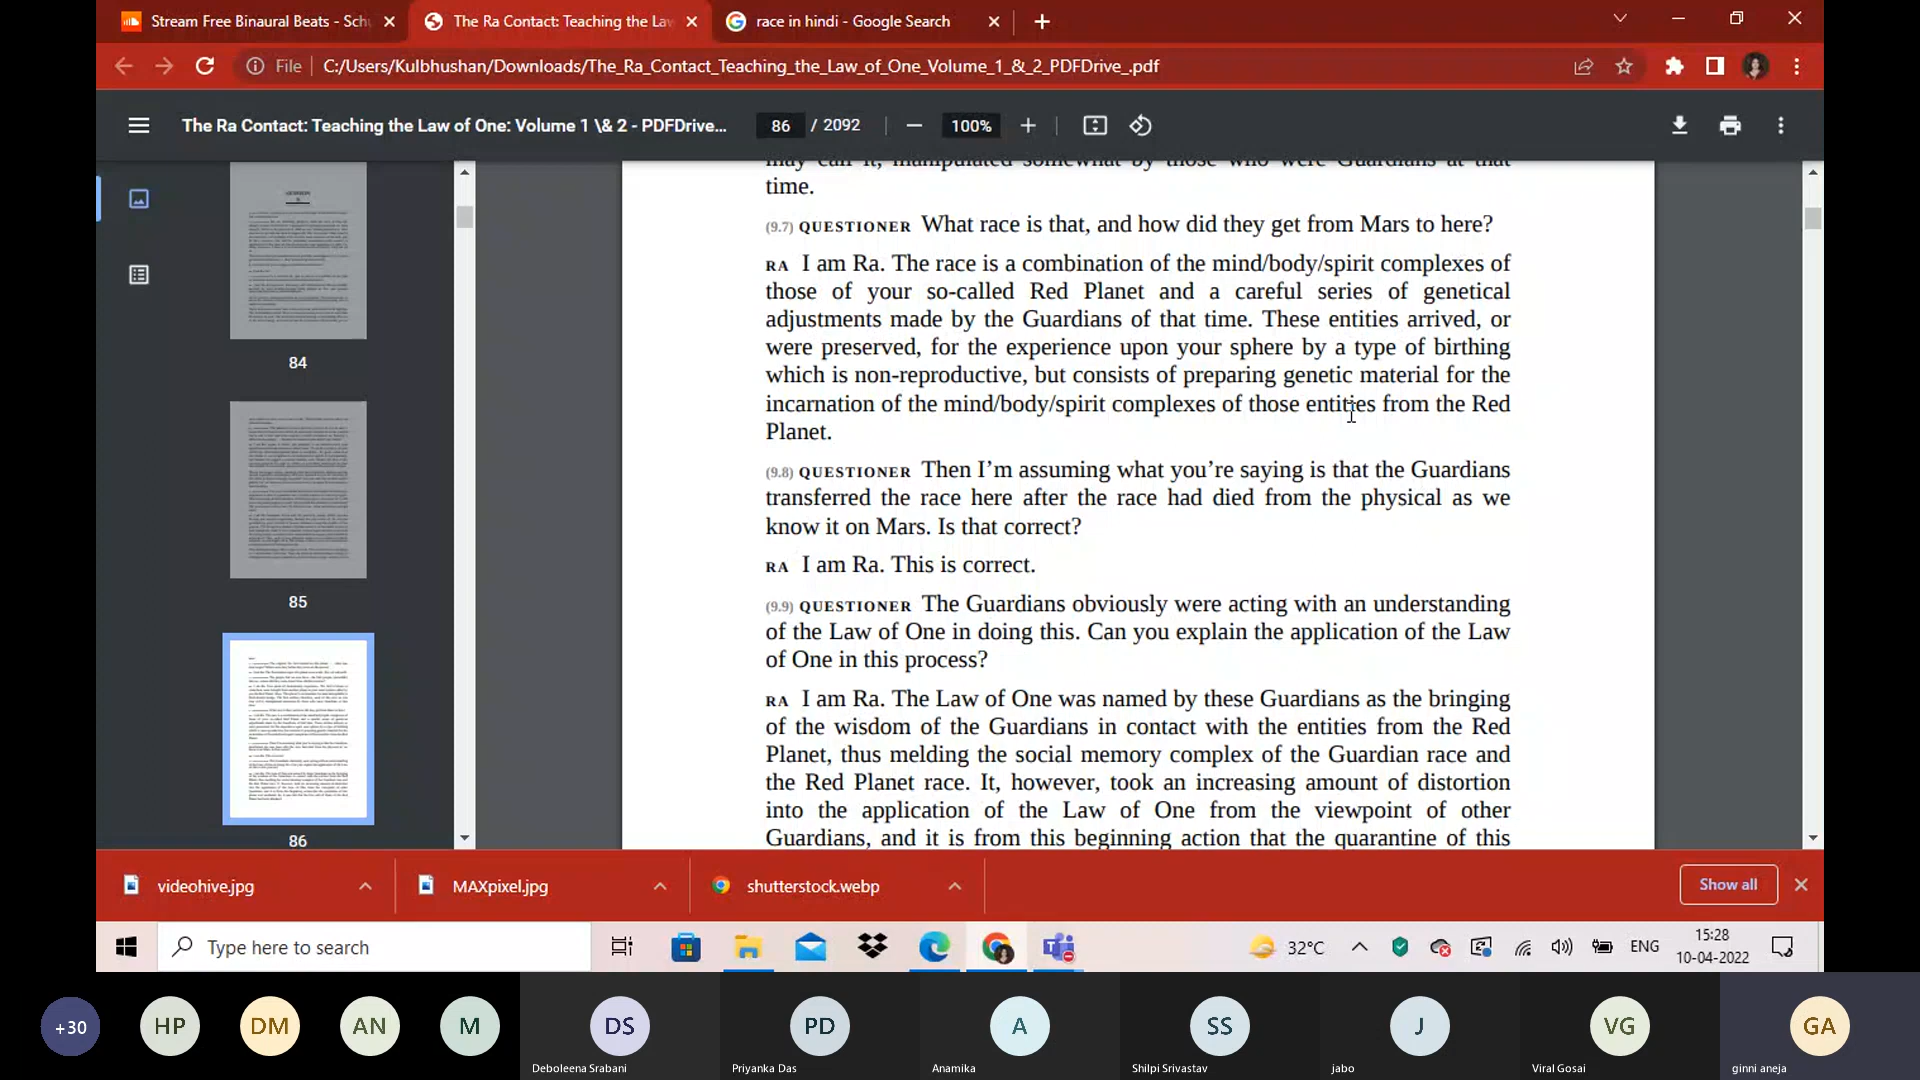 Stream Free Binaural Beats - Sch
The Ra Contact: Teaching the Law
race in hindi - Google Search
File
C:/Users/Kulbhushan/Downloads/The_Ra_Contact_Teaching_the_Law_of_One_Volume_1_&_2_PDFDrive_.pdf
The Ra Contact: Teaching the Law of One: Volume 1 \& 2 - PDFDrive...
86 / 2092
100%
84
85
86
may call it, manipulated somewhat by those who were Guardians at that
time.
(9.7) QUESTIONER What race is that, and how did they get from Mars to here?
RA I am Ra. The race is a combination of the mind/body/spirit complexes of
those of your so-called Red Planet and a careful series of genetical
adjustments made by the Guardians of that time. These entities arrived, or
were preserved, for the experience upon your sphere by a type of birthing
which is non-reproductive, but consists of preparing genetic material for the
incarnation of the mind/body/spirit complexes of those entities from the Red
Planet.
(9.8) QUESTIONER Then I’m assuming what you’re saying is that the Guardians
transferred the race here after the race had died from the physical as we
know it on Mars. Is that correct?
RA I am Ra. This is correct.
(9.9) QUESTIONER The Guardians obviously were acting with an understanding
of the Law of One in doing this. Can you explain the application of the Law
of One in this process?
RA I am Ra. The Law of One was named by these Guardians as the bringing
of the wisdom of the Guardians in contact with the entities from the Red
Planet, thus melding the social memory complex of the Guardian race and
the Red Planet race. It, however, took an increasing amount of distortion
into the application of the Law of One from the viewpoint of other
Guardians, and it is from this beginning action that the quarantine of this
videohive.jpg
MAXpixel.jpg
shutterstock.webp
Show all
Type here to search
32°C
ENG
15:28
10-04-2022
+30
HP
DM
AN
M
DS
PD
A
SS
J
VG
GA
Deboleena Srabani
Priyanka Das
Anamika
Shilpi Srivastav
jabo
Viral Gosai
ginni aneja